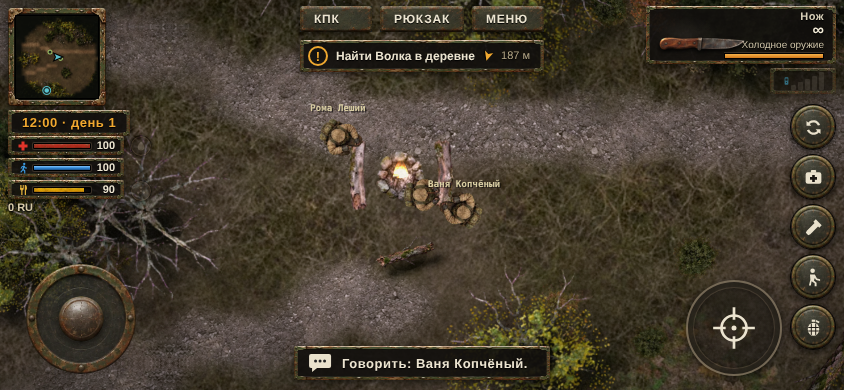 КПК
РЮКЗАК
МЕНЮ
Нож
∞
Холодное оружие
! Найти Волка в деревне 187 м
12:00 · день 1
100
100
90
0 RU
Рома Леший
Ваня Копчёный
Говорить: Ваня Копчёный.